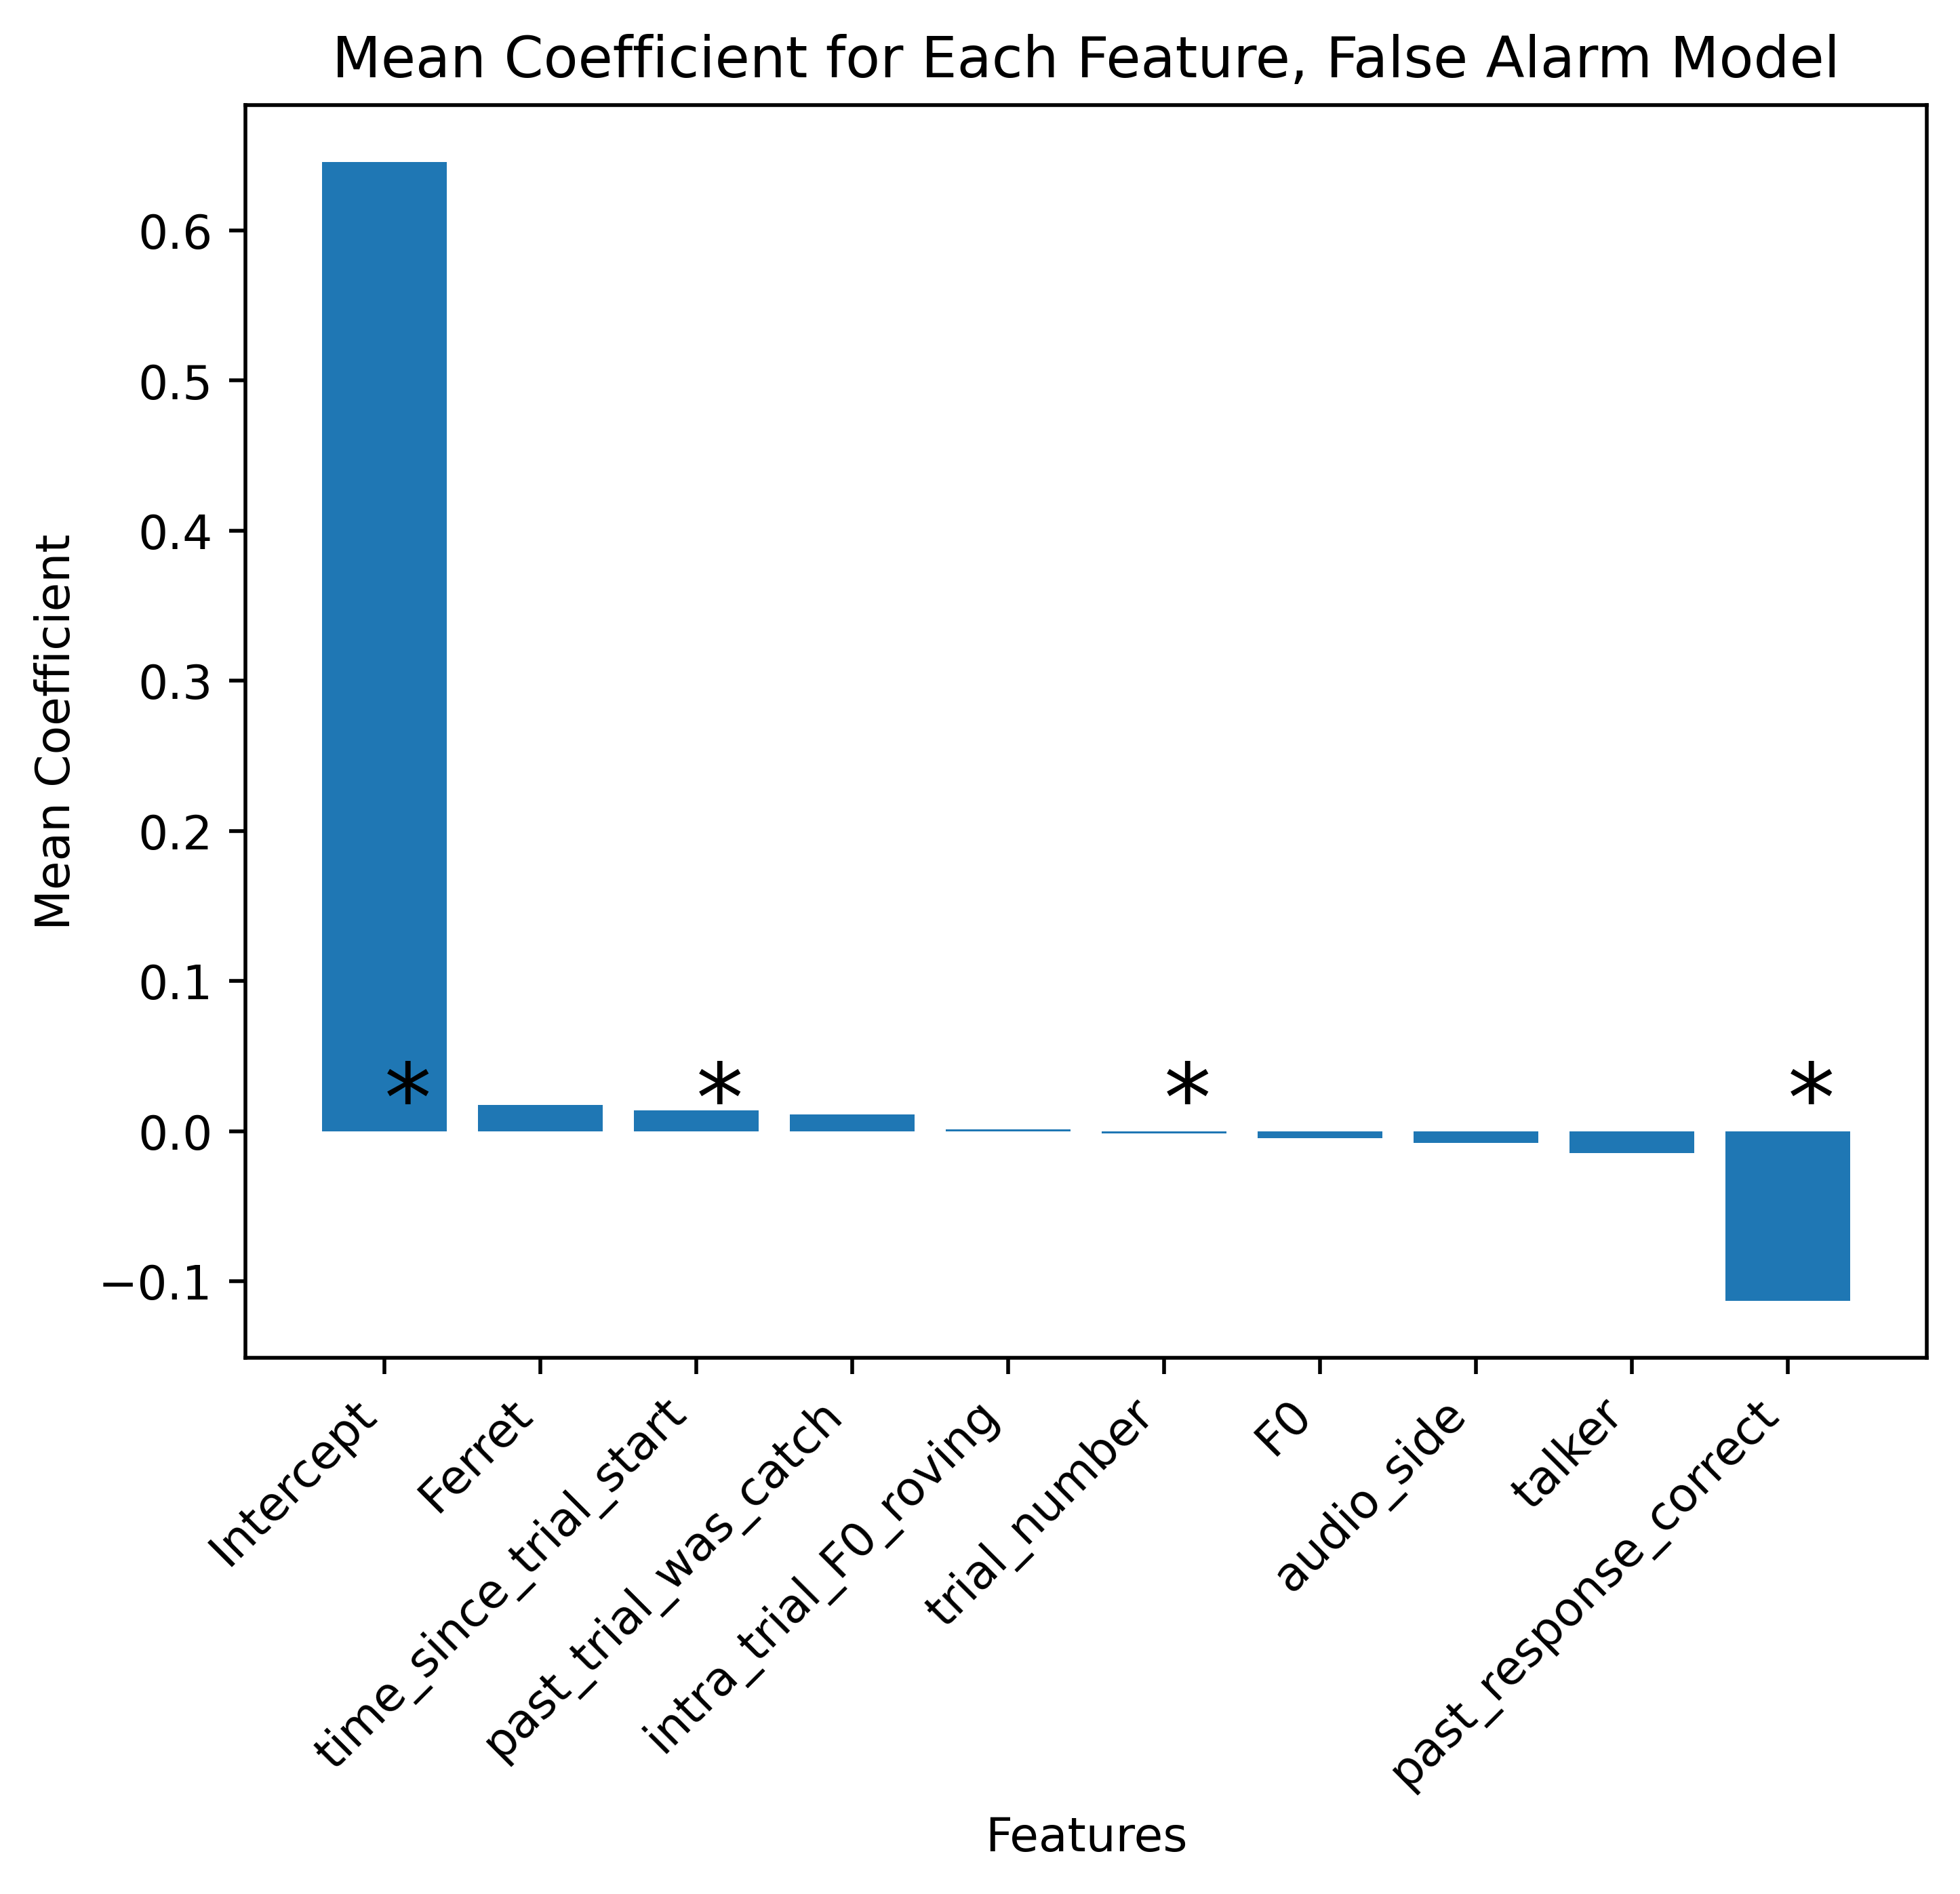 Mean Coefficient for Each Feature, False Alarm Model
Mean Coefficient
0.6
0.5
0.4
0.3
0.2
0.1
0.0
−0.1
* * * *
Intercept
Ferret
time_since_trial_start
past_trial_was_catch
intra_trial_F0_roving
trial_number
F0
audio_side
talker
past_response_correct
Features